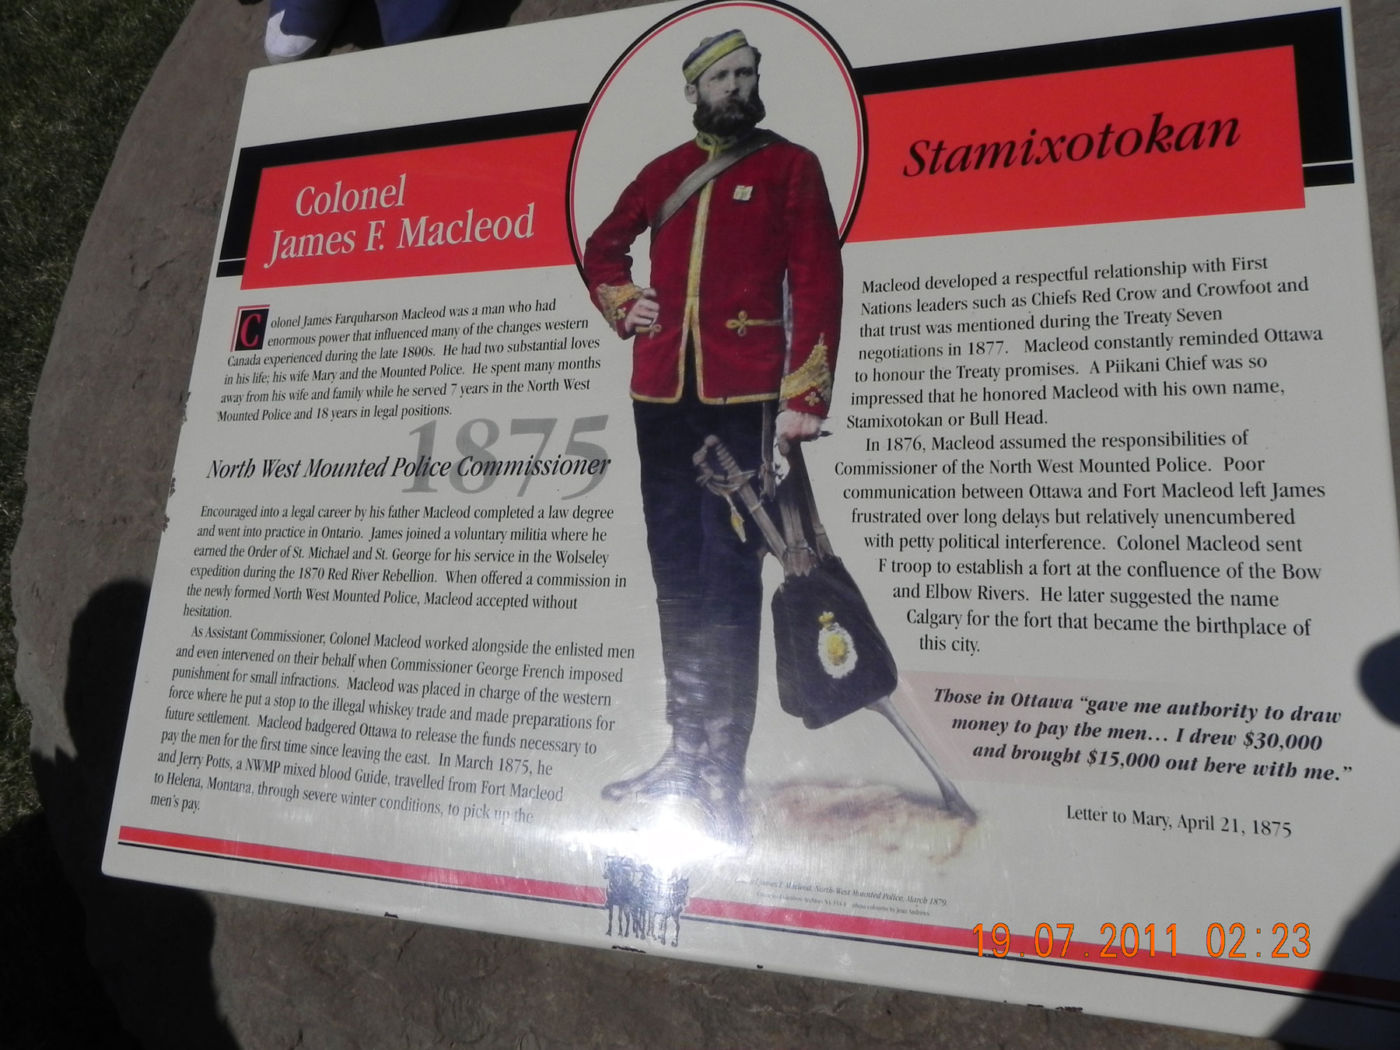 Colonel
James F. Macleod
Stamixotokan
Colonel James Farquharson Macleod was a man who had
enormous power that influenced many of the changes western
Canada experienced during the late 1800s. He had two substantial loves
in his life; his wife Mary and the Mounted Police. He spent many months
away from his wife and family while he served 7 years in the North West
Mounted Police and 18 years in legal positions.
1875
North West Mounted Police Commissioner
Encouraged into a legal career by his father Macleod completed a law degree
and went into practice in Ontario. James joined a voluntary militia where he
earned the Order of St. Michael and St. George for his service in the Wolseley
expedition during the 1870 Red River Rebellion. When offered a commission in
the newly formed North West Mounted Police, Macleod accepted without
hesitation.
As Assistant Commissioner, Colonel Macleod worked alongside the enlisted men
and even intervened on their behalf when Commissioner George French imposed
punishment for small infractions. Macleod was placed in charge of the western
force where he put a stop to the illegal whiskey trade and made preparations for
future settlement. Macleod badgered Ottawa to release the funds necessary to
pay the men for the first time since leaving the east. In March 1875, he
and Jerry Potts, a NWMP mixed blood Guide, travelled from Fort Macleod
to Helena, Montana, through severe winter conditions, to pick up the
men's pay.
Macleod developed a respectful relationship with First
Nations leaders such as Chiefs Red Crow and Crowfoot and
that trust was mentioned during the Treaty Seven
negotiations in 1877. Macleod constantly reminded Ottawa
to honour the Treaty promises. A Piikani Chief was so
impressed that he honored Macleod with his own name,
Stamixotokan or Bull Head.
In 1876, Macleod assumed the responsibilities of
Commissioner of the North West Mounted Police. Poor
communication between Ottawa and Fort Macleod left James
frustrated over long delays but relatively unencumbered
with petty political interference. Colonel Macleod sent
F troop to establish a fort at the confluence of the Bow
and Elbow Rivers. He later suggested the name
Calgary for the fort that became the birthplace of
this city.
Those in Ottawa "gave me authority to draw
money to pay the men... I drew $30,000
and brought $15,000 out here with me."
Letter to Mary, April 21, 1875
James F. Macleod, North-West Mounted Police, March 1879.
19.07.2011 02:23